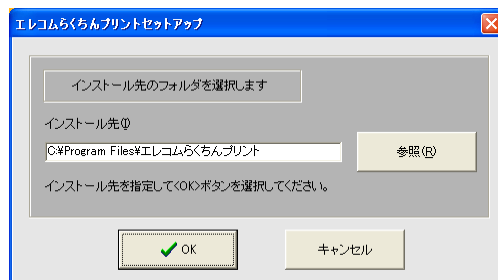 エレコムらくちんプリントセットアップ
インストール先のフォルダを選択します
インストール先(I)
C:¥Program Files¥エレコムらくちんプリント
参照(R)
インストール先を指定して<OK>ボタンを選択してください。
OK
キャンセル